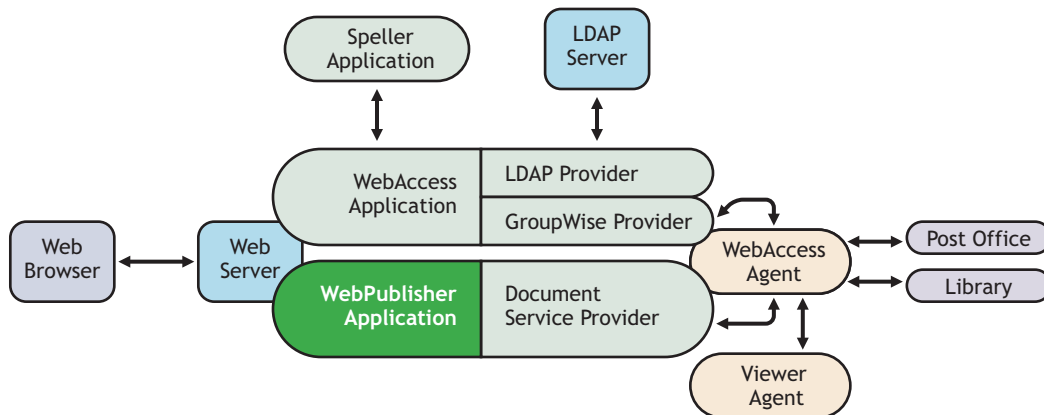 Speller
Application
LDAP
Server
WebAccess
Application
LDAP Provider
GroupWise Provider
Web
Browser
Web
Server
WebAccess
Agent
Post Office
Library
WebPublisher
Application
Document
Service Provider
Viewer
Agent